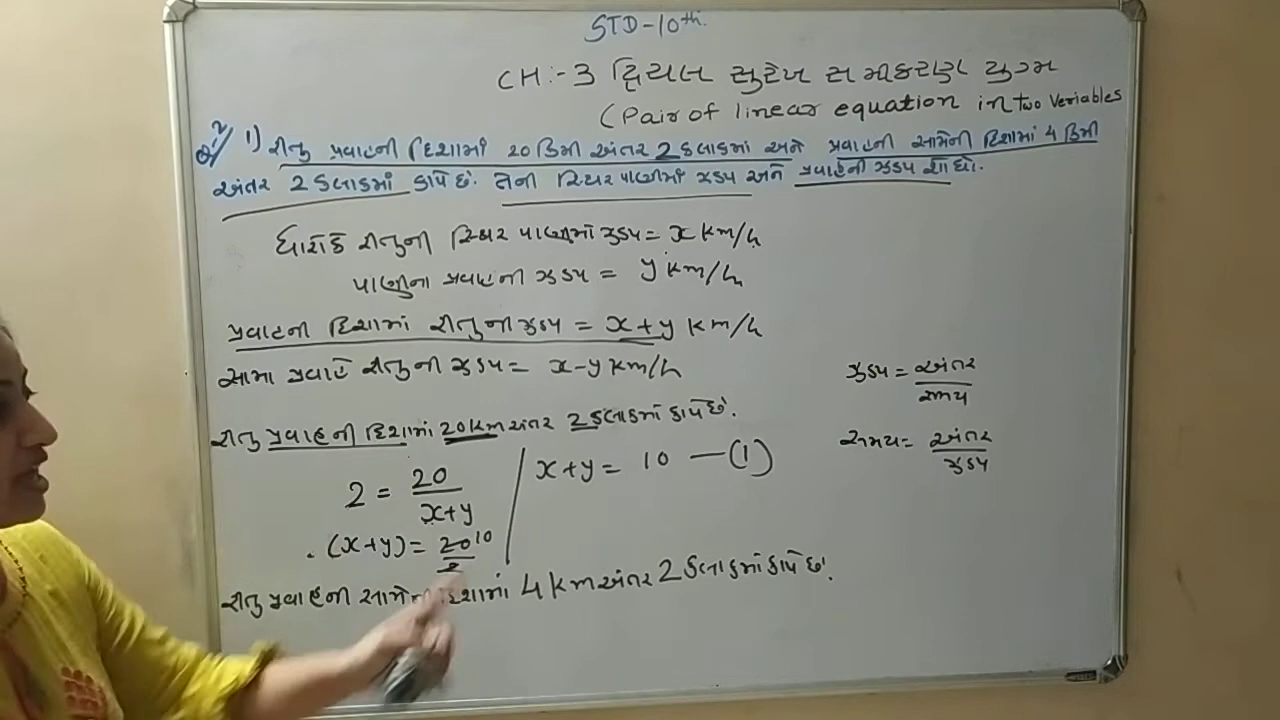 STD-10th.
CH:-3 દ્વિચલ સુરેખ સમીકરણ યુગ્મ
(Pair of linear equation in two Variables
Q/2 1) રીતુ પ્રવાહની દિશામાં 20 કિમી અંતર 2 કલાકમાં અને પ્રવાહની સામેની દિશામાં 4 કિમી
અંતર 2 કલાકમાં કાપે છે. તેની સ્થિર પાણીમાં ઝડપ અને પ્રવાહની ઝડપ શોધો.
ધારોકે રીતુની સ્થિર પાણીમાં ઝડપ = x km/h
પાણીના પ્રવાહની ઝડપ = y km/h
પ્રવાહની દિશામાં રીતુની ઝડપ = x+y km/h
સામા પ્રવાહે રીતુની ઝડપ = x-y km/h
ઝડપ = અંતર / સમય
રીતુ પ્રવાહની દિશામાં 20km અંતર 2 કલાકમાં કાપે છે.
સમય = અંતર / ઝડપ
2 = 20 / x+y
x+y = 10 —(1)
(x+y) = 20 10 / 2
રીતુ પ્રવાહની સામેની દિશામાં 4 km અંતર 2 કલાકમાં કાપે છે.